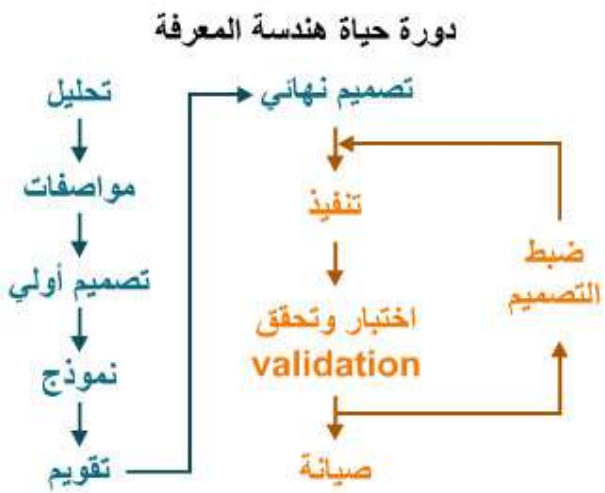 دورة حياة هندسة المعرفة
تحليل
مواصفات
تصميم أولي
نموذج
تقويم
تصميم نهائي
تنفيذ
اختبار وتحقق
validation
صيانة
ضبط
التصميم